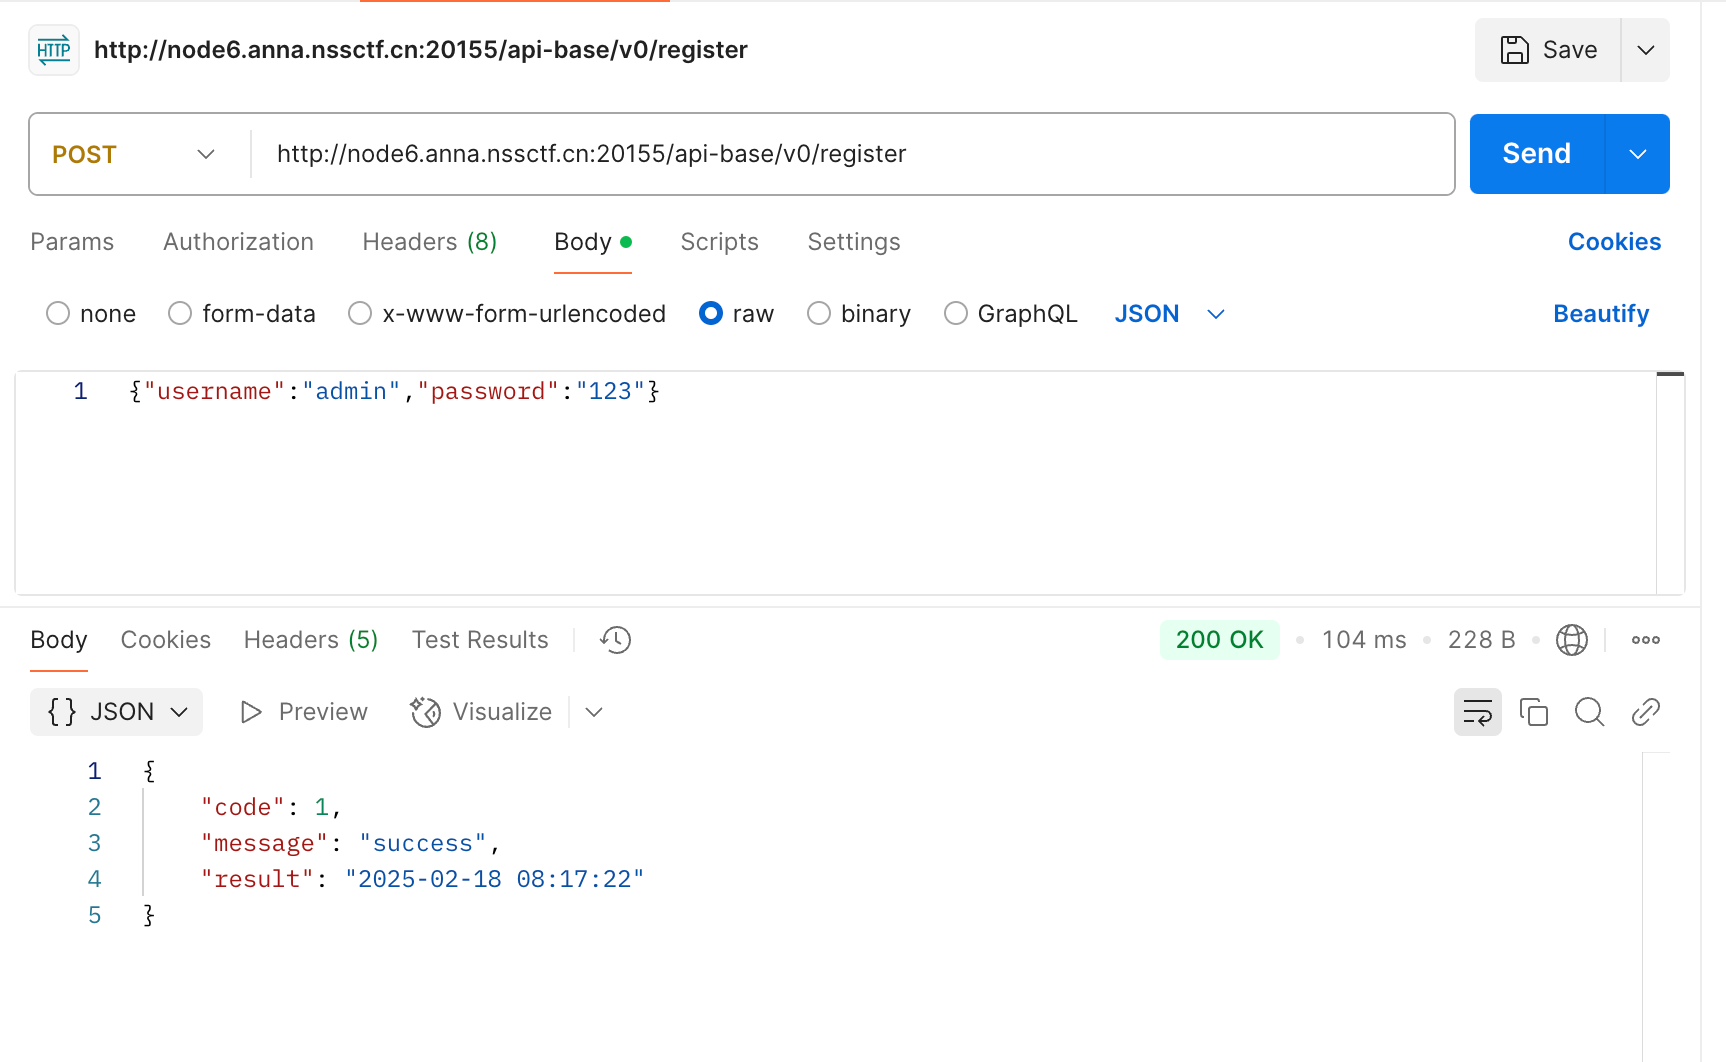 HTTP http://node6.anna.nssctf.cn:20155/api-base/v0/register Save
POST http://node6.anna.nssctf.cn:20155/api-base/v0/register Send
Params Authorization Headers (8) Body Scripts Settings Cookies
none form-data x-www-form-urlencoded raw binary GraphQL JSON Beautify
1 {"username":"admin","password":"123"}
Body Cookies Headers (5) Test Results 200 OK 104 ms 228 B
{} JSON Preview Visualize
1 {
2 "code": 1,
3 "message": "success",
4 "result": "2025-02-18 08:17:22"
5 }